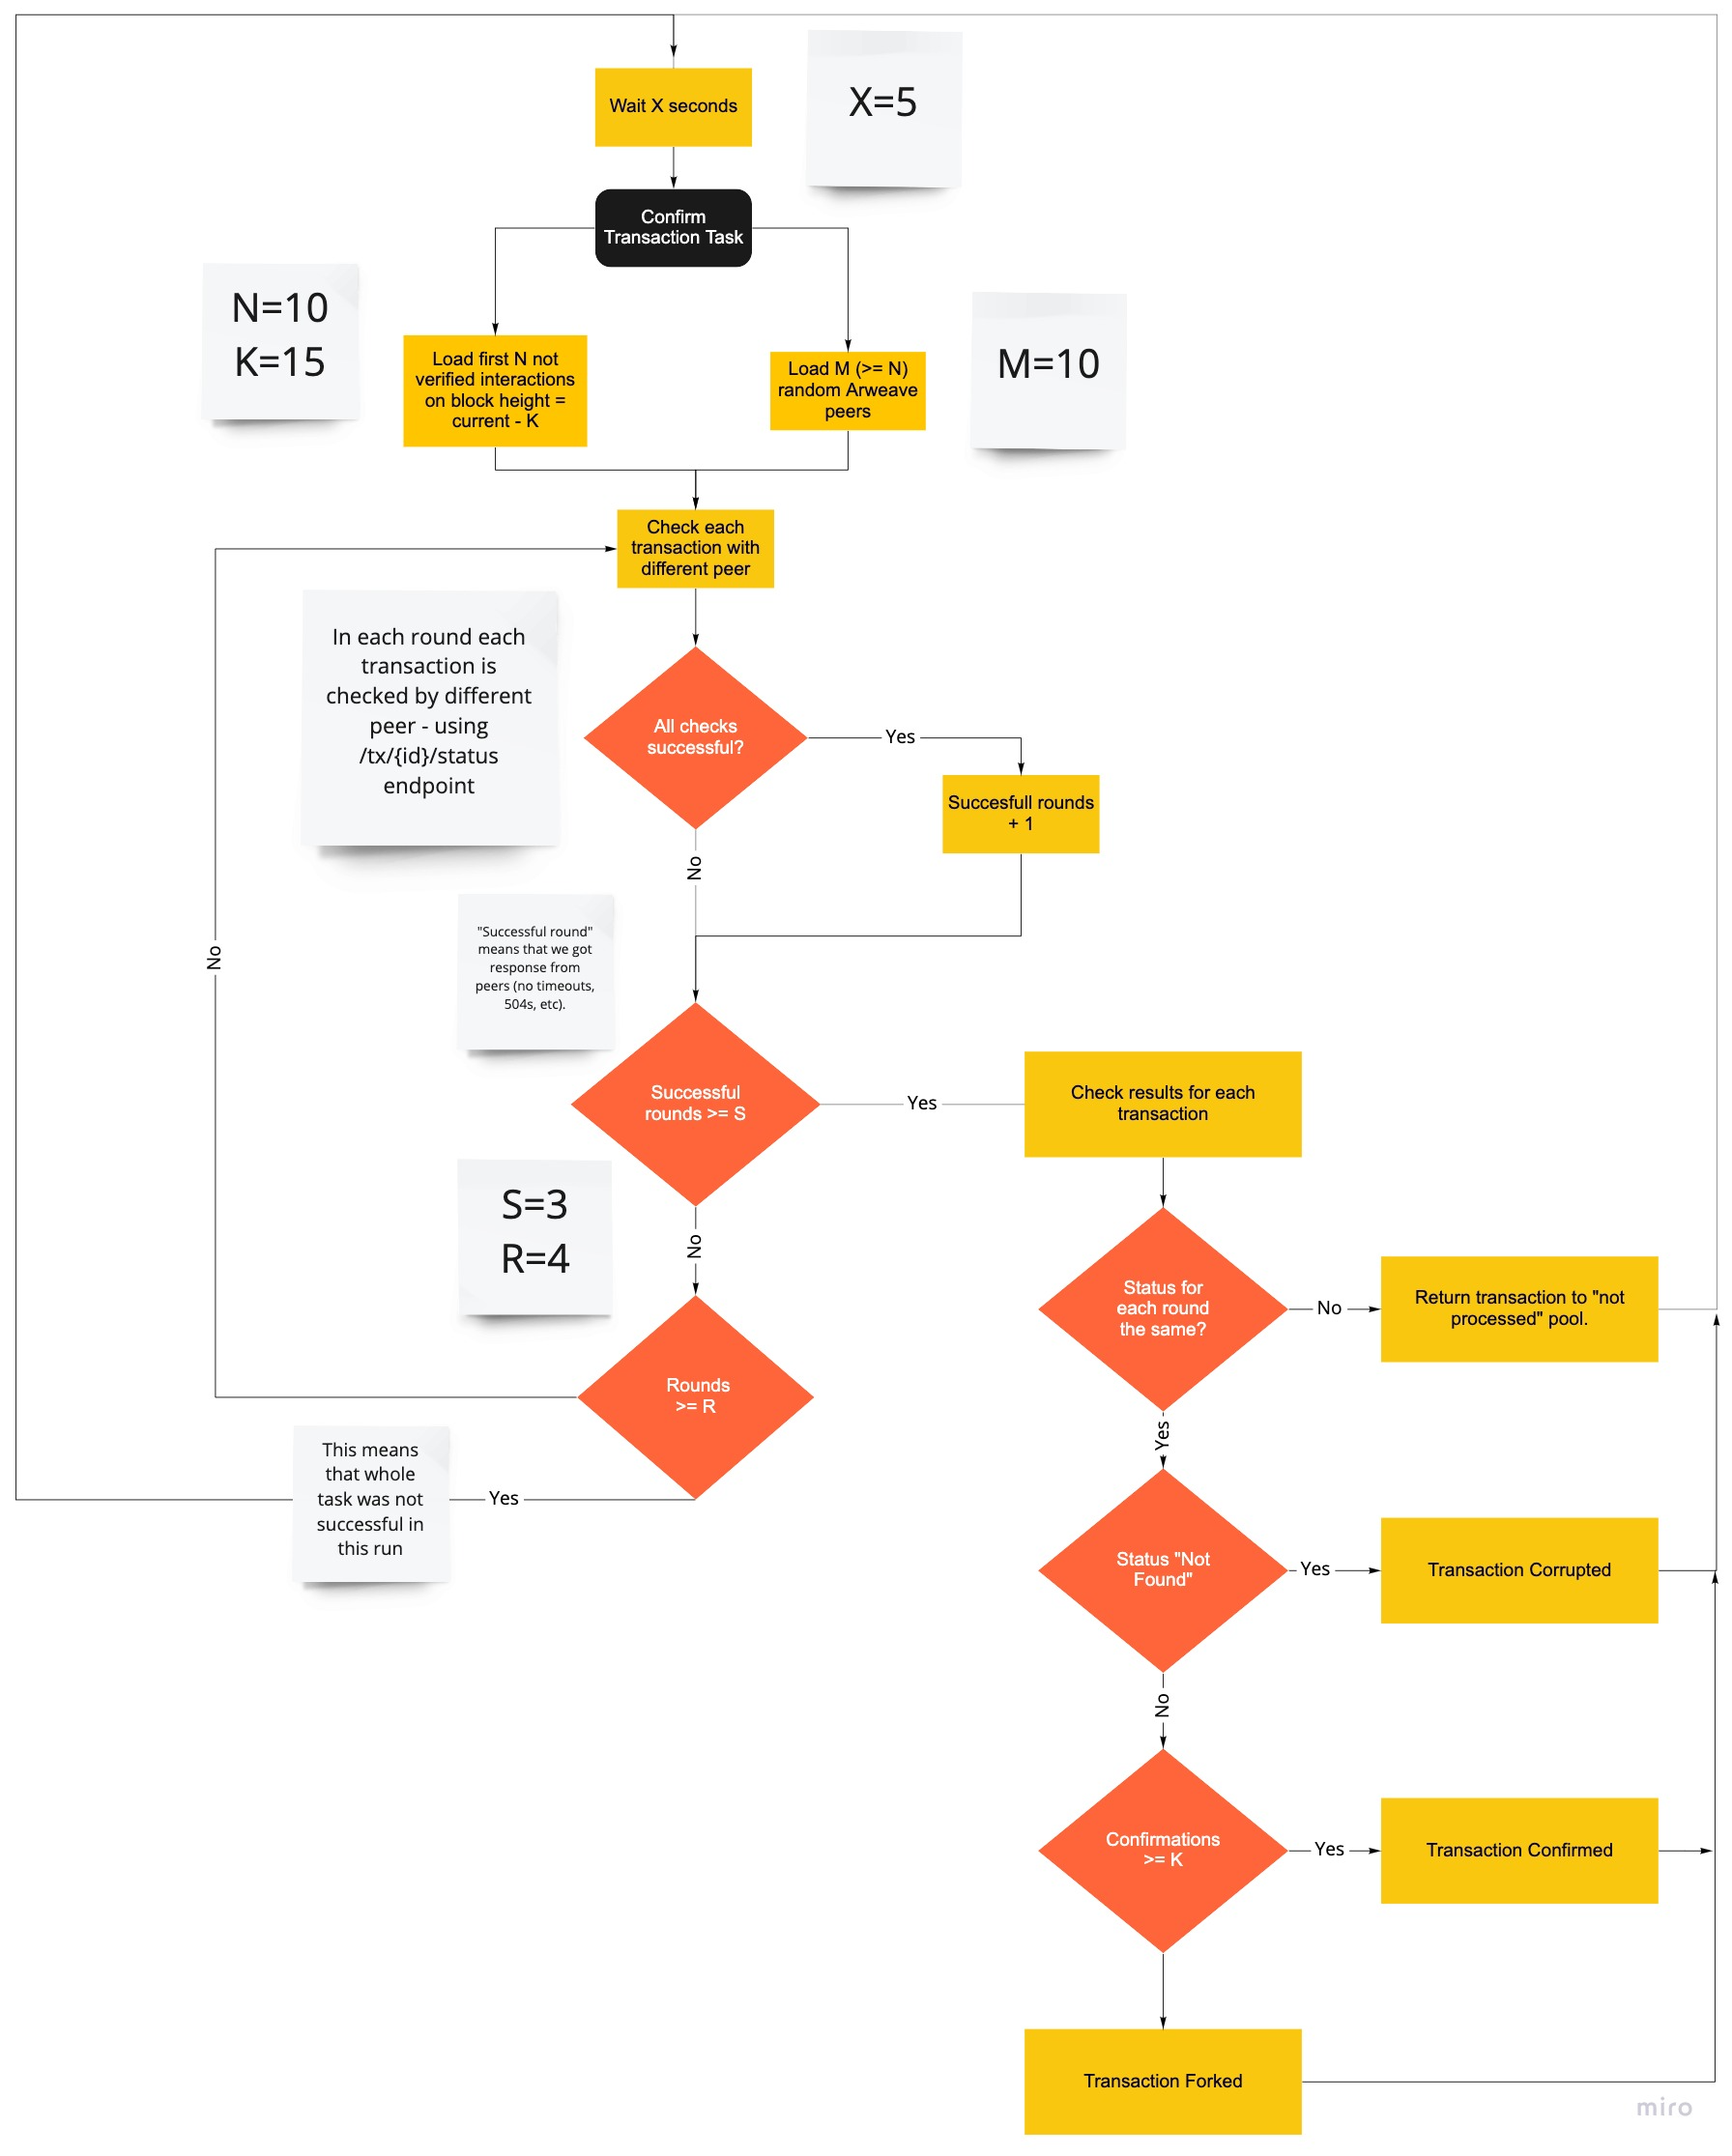 Wait X seconds
X=5
Confirm
Transaction Task
N=10
K=15
Load first N not
verified interactions
on block height =
current - K
Load M (>= N)
random Arweave
peers
M=10
Check each
transaction with
different peer
In each round each
transaction is
checked by different
peer - using
/tx/{id}/status
endpoint
All checks
successful?
Yes
Succesfull rounds
+ 1
No
"Successful round"
means that we got
response from
peers (no timeouts,
504s, etc).
No
Successful
rounds >= S
Yes
Check results for each
transaction
S=3
R=4
No
Status for
each round
the same?
No
Return transaction to "not
processed" pool.
Rounds
>= R
Yes
This means
that whole
task was not
successful in
this run
Yes
Status "Not
Found"
Yes
Transaction Corrupted
No
Confirmations
>= K
Yes
Transaction Confirmed
Transaction Forked
miro